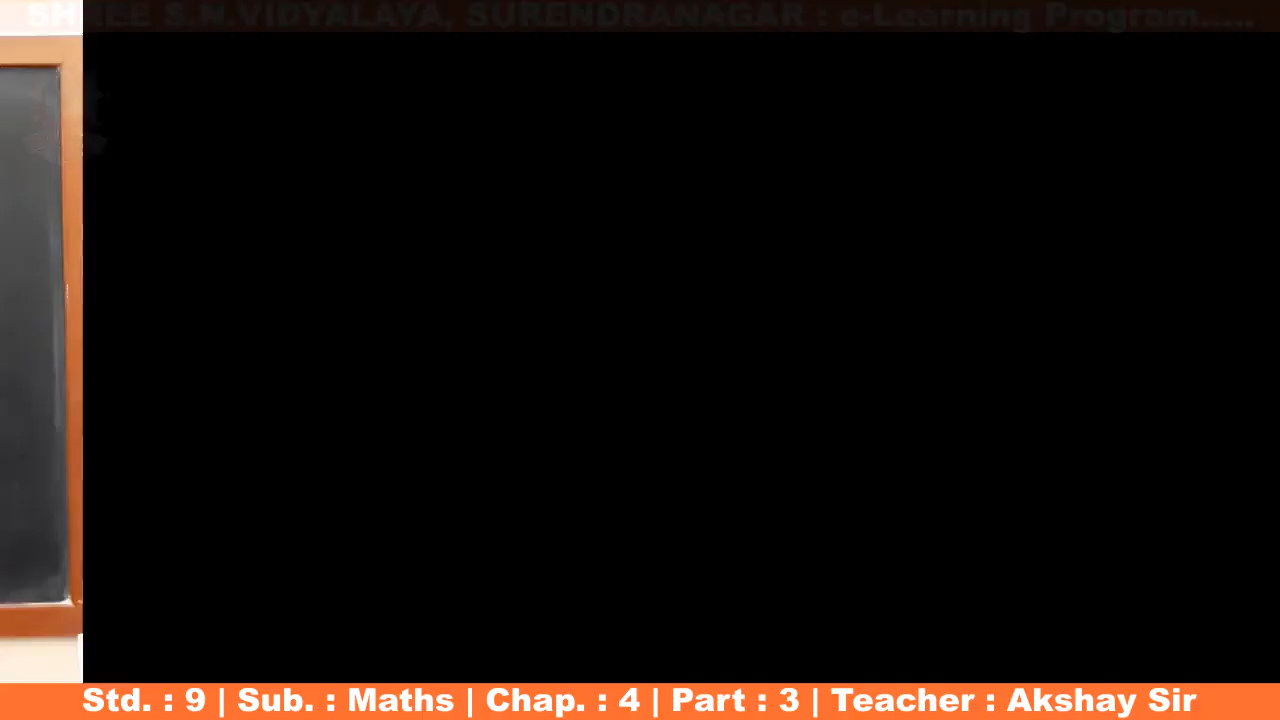 SHREE S.N.VIDYALAYA, SURENDRANAGAR : e-Learning Program.....
Std. : 9 | Sub. : Maths | Chap. : 4 | Part : 3 | Teacher : Akshay Sir